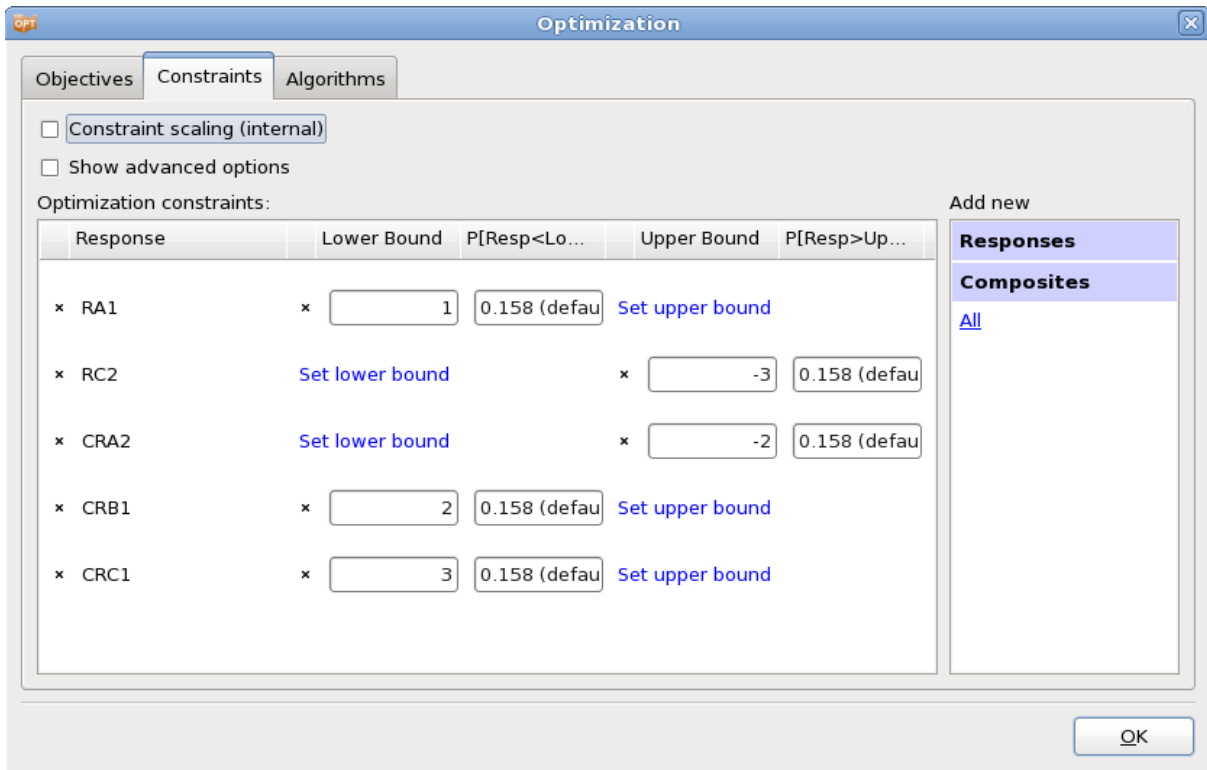 OPT Optimization
Objectives Constraints Algorithms
Constraint scaling (internal)
Show advanced options
Optimization constraints: Add new
Response Lower Bound P[Resp<Lo... Upper Bound P[Resp>Up... Responses
Composites
RA1 1 0.158 (defau Set upper bound All
RC2 Set lower bound -3 0.158 (defau
CRA2 Set lower bound -2 0.158 (defau
CRB1 2 0.158 (defau Set upper bound
CRC1 3 0.158 (defau Set upper bound
OK